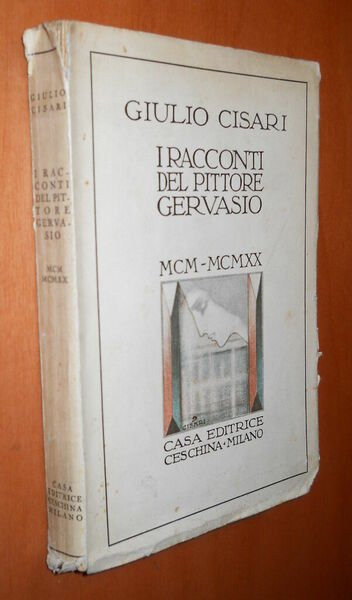 GIULIO
CISARI
I RAC-
CONTI
DEL PIT-
TORE
GERVA-
SIO
MCM
MCMXX
CASA
EDITRICE
CESCHINA
MILANO
GIULIO CISARI
I RACCONTI
DEL PITTORE
GERVASIO
MCM-MCMXX
CISARI
CASA EDITRICE
CESCHINA·MILANO